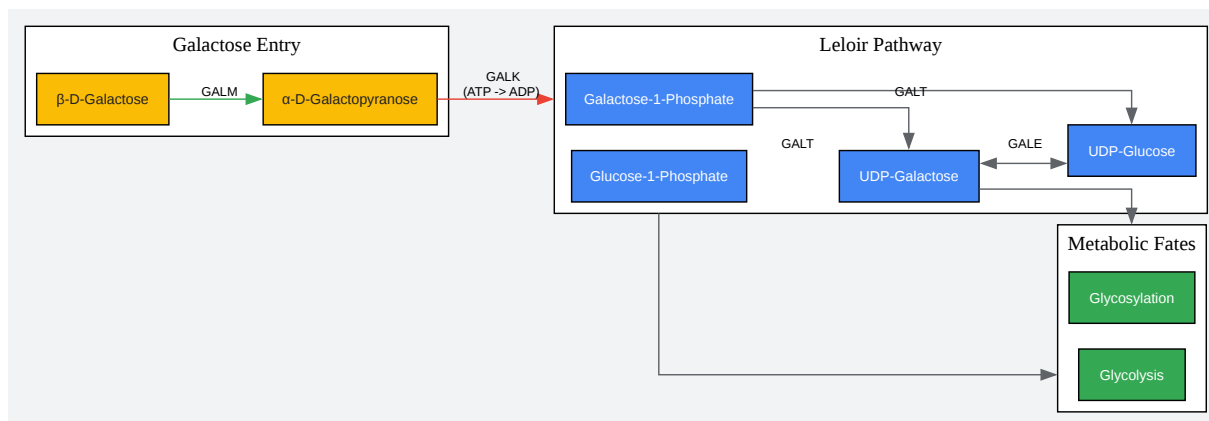 Galactose Entry
β-D-Galactose
GALM
α-D-Galactopyranose
GALK
(ATP -> ADP)
Leloir Pathway
Galactose-1-Phosphate
GALT
GALT
Glucose-1-Phosphate
UDP-Galactose
GALE
UDP-Glucose
Metabolic Fates
Glycosylation
Glycolysis